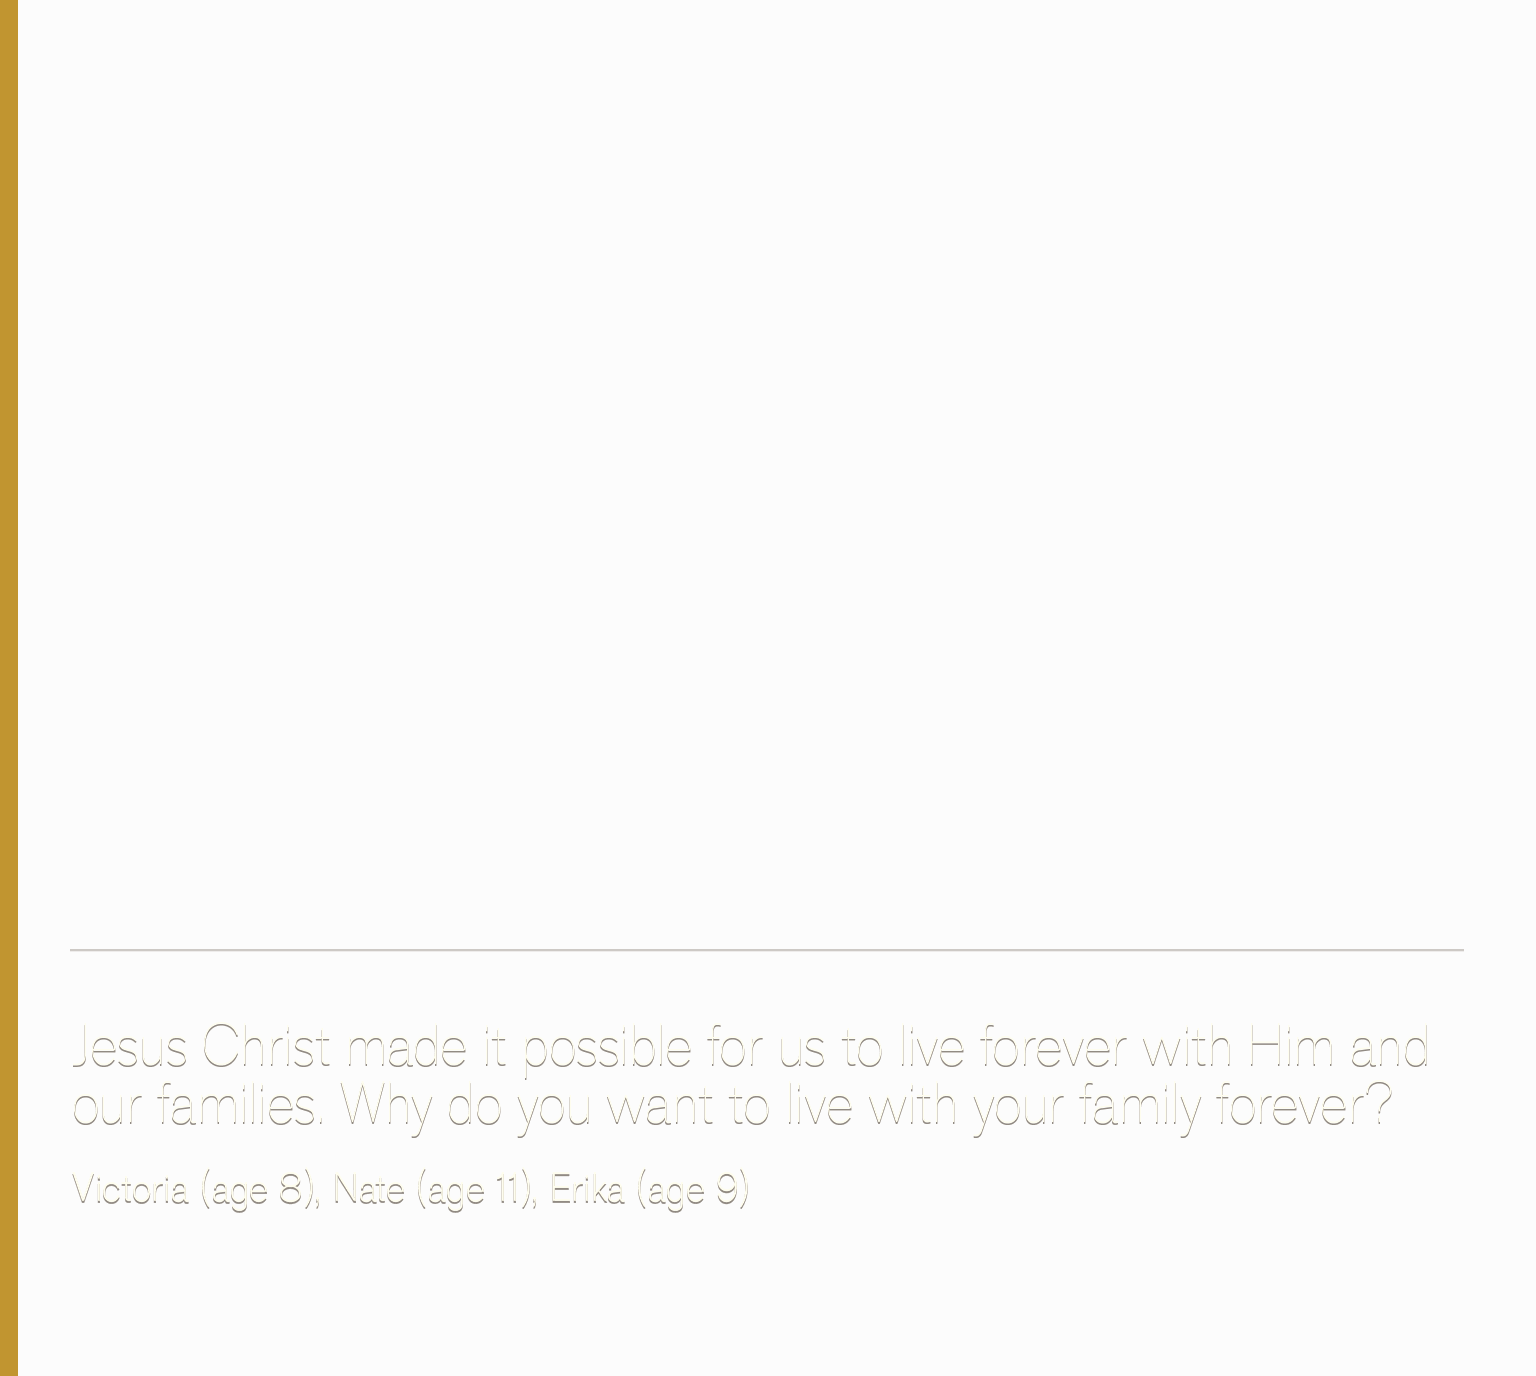 Jesus Christ made it possible for us to live forever with Him and
our families. Why do you want to live with your family forever?
Victoria (age 8), Nate (age 11), Erika (age 9)